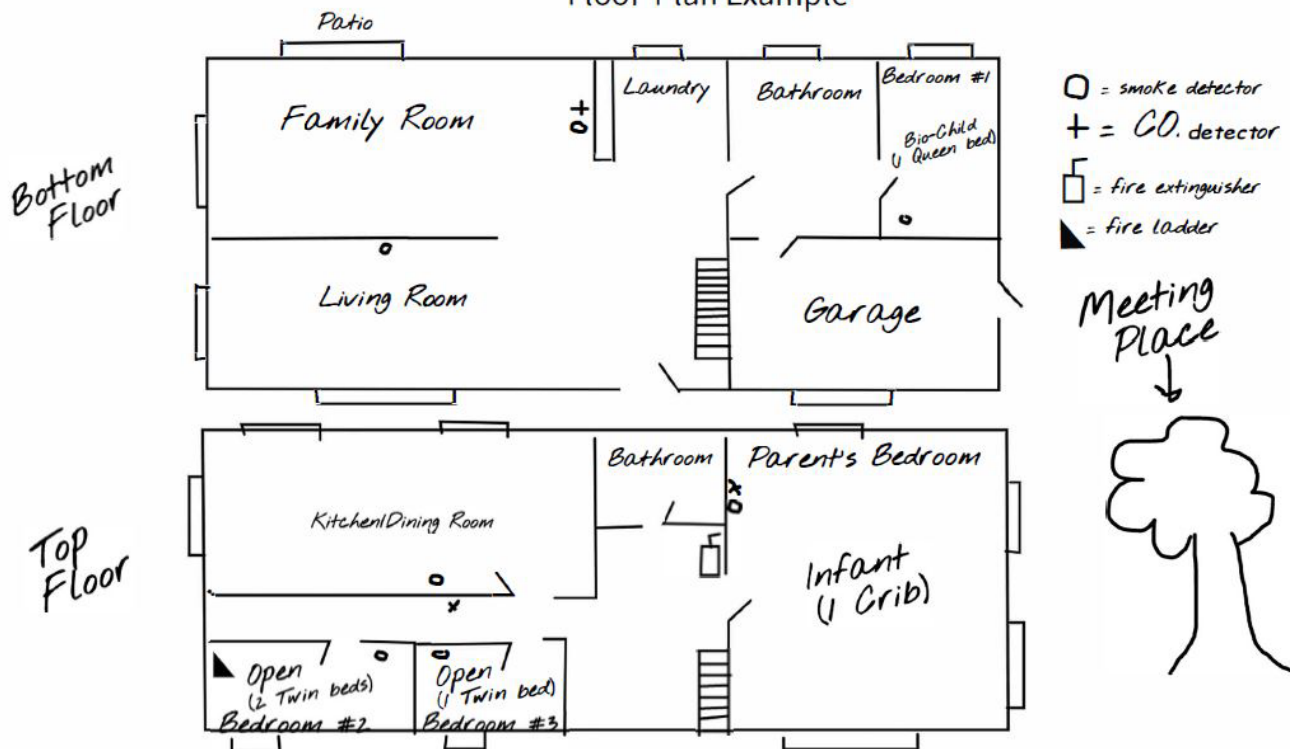 Floor Plan Example
Patio
Bottom
Floor
Family Room
O+
Laundry
Bathroom
Bedroom #1
Bio-Child
(1 Queen bed)
Living Room
Garage
O = smoke detector
+ = CO. detector
= fire extinguisher
= fire ladder
Meeting
Place
Top
Floor
Kitchen/Dining Room
Bathroom
Parent's Bedroom
OX
x
Infant
(1 Crib)
Open
(2 Twin beds)
Bedroom #2
Open
(1 Twin bed)
Bedroom #3